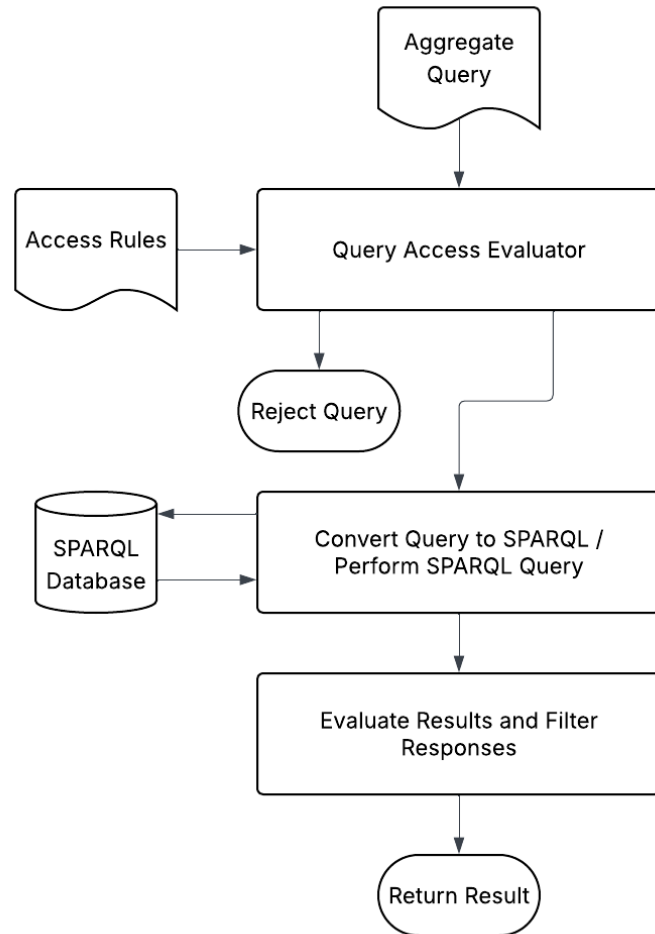 Aggregate
Query
Access Rules
Query Access Evaluator
Reject Query
SPARQL
Database
Convert Query to SPARQL /
Perform SPARQL Query
Evaluate Results and Filter
Responses
Return Result